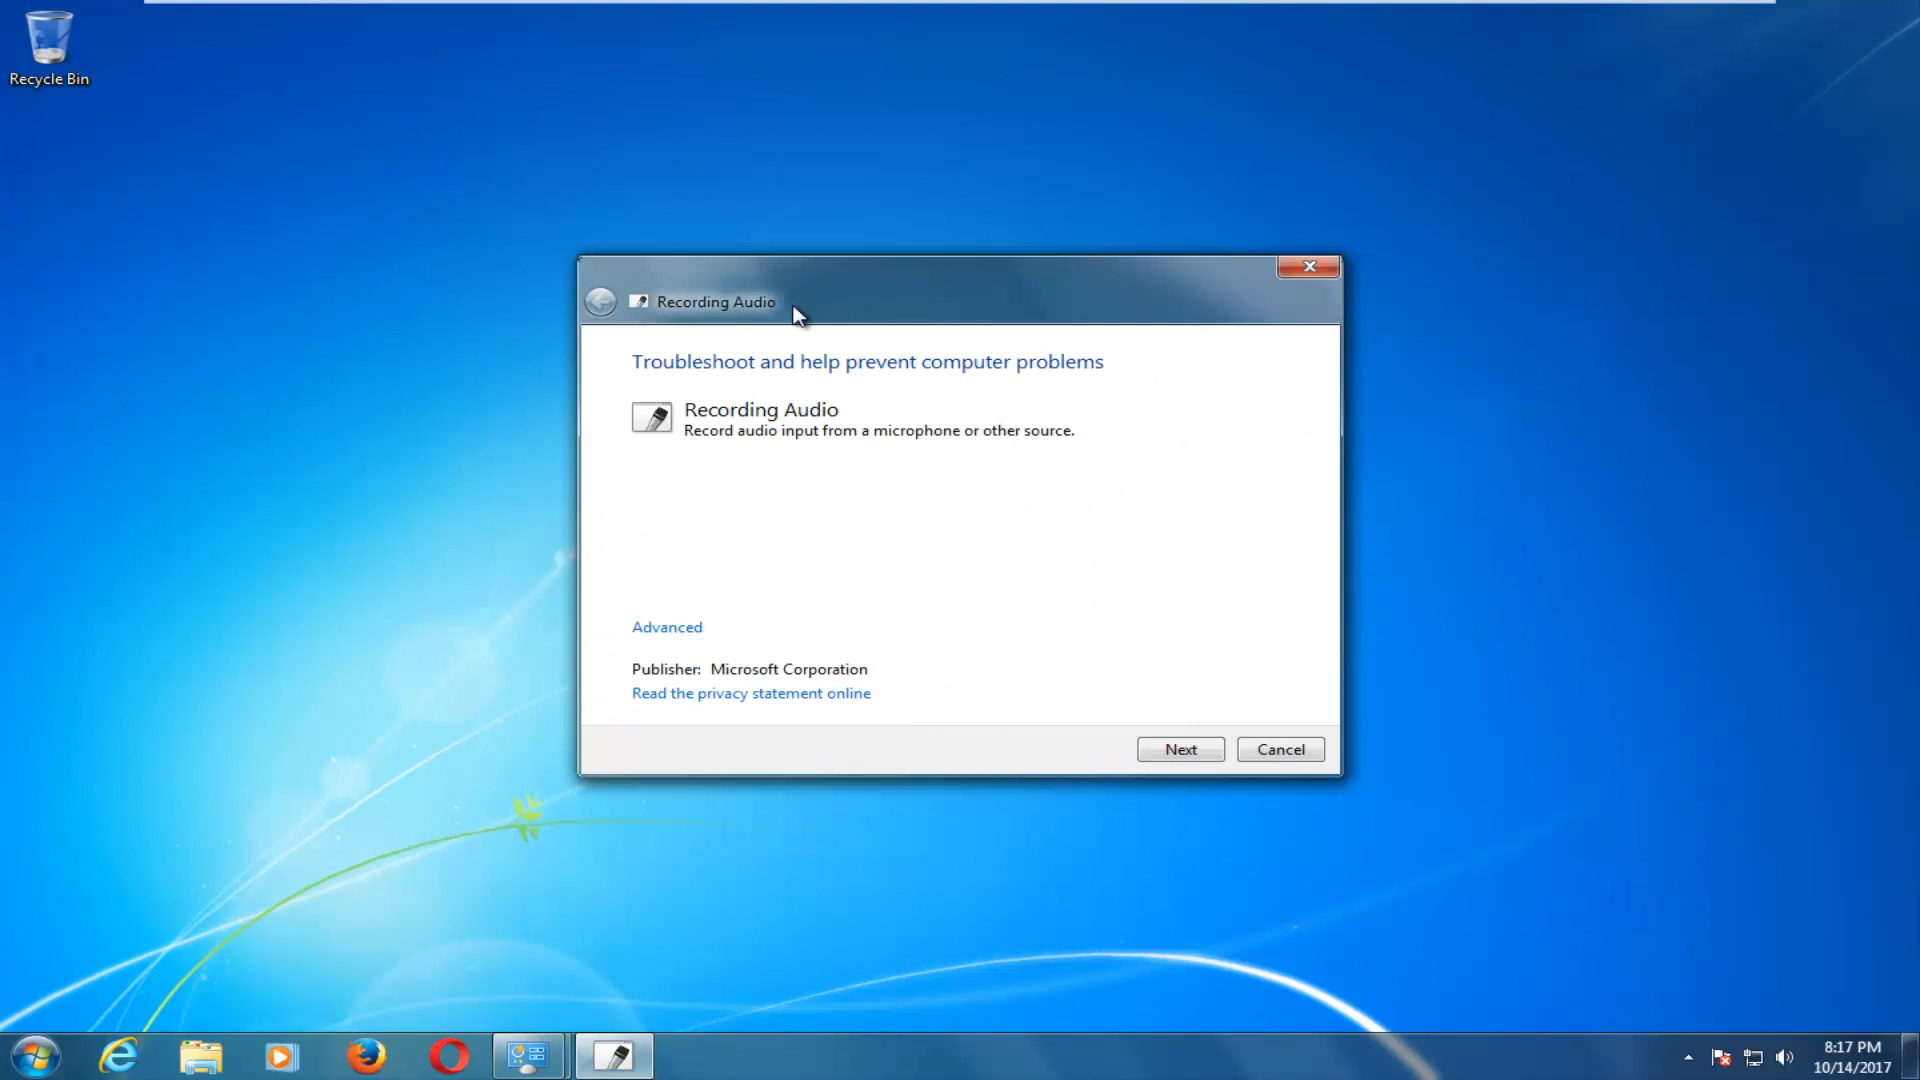 Recycle Bin
Recording Audio
Troubleshoot and help prevent computer problems
Recording Audio
Record audio input from a microphone or other source.
Advanced
Publisher: Microsoft Corporation
Read the privacy statement online
Next
Cancel
8:17 PM
10/14/2017